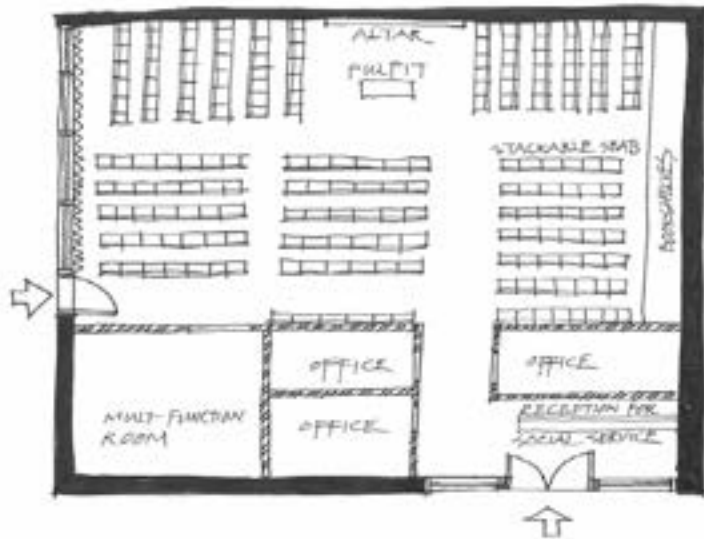 ALTAR
PULPIT
STACKABLE SEATS
BOOKSHELVES
OFFICE
OFFICE
MULTI-FUNCTION
ROOM
OFFICE
RECEPTION FOR
SOCIAL SERVICE